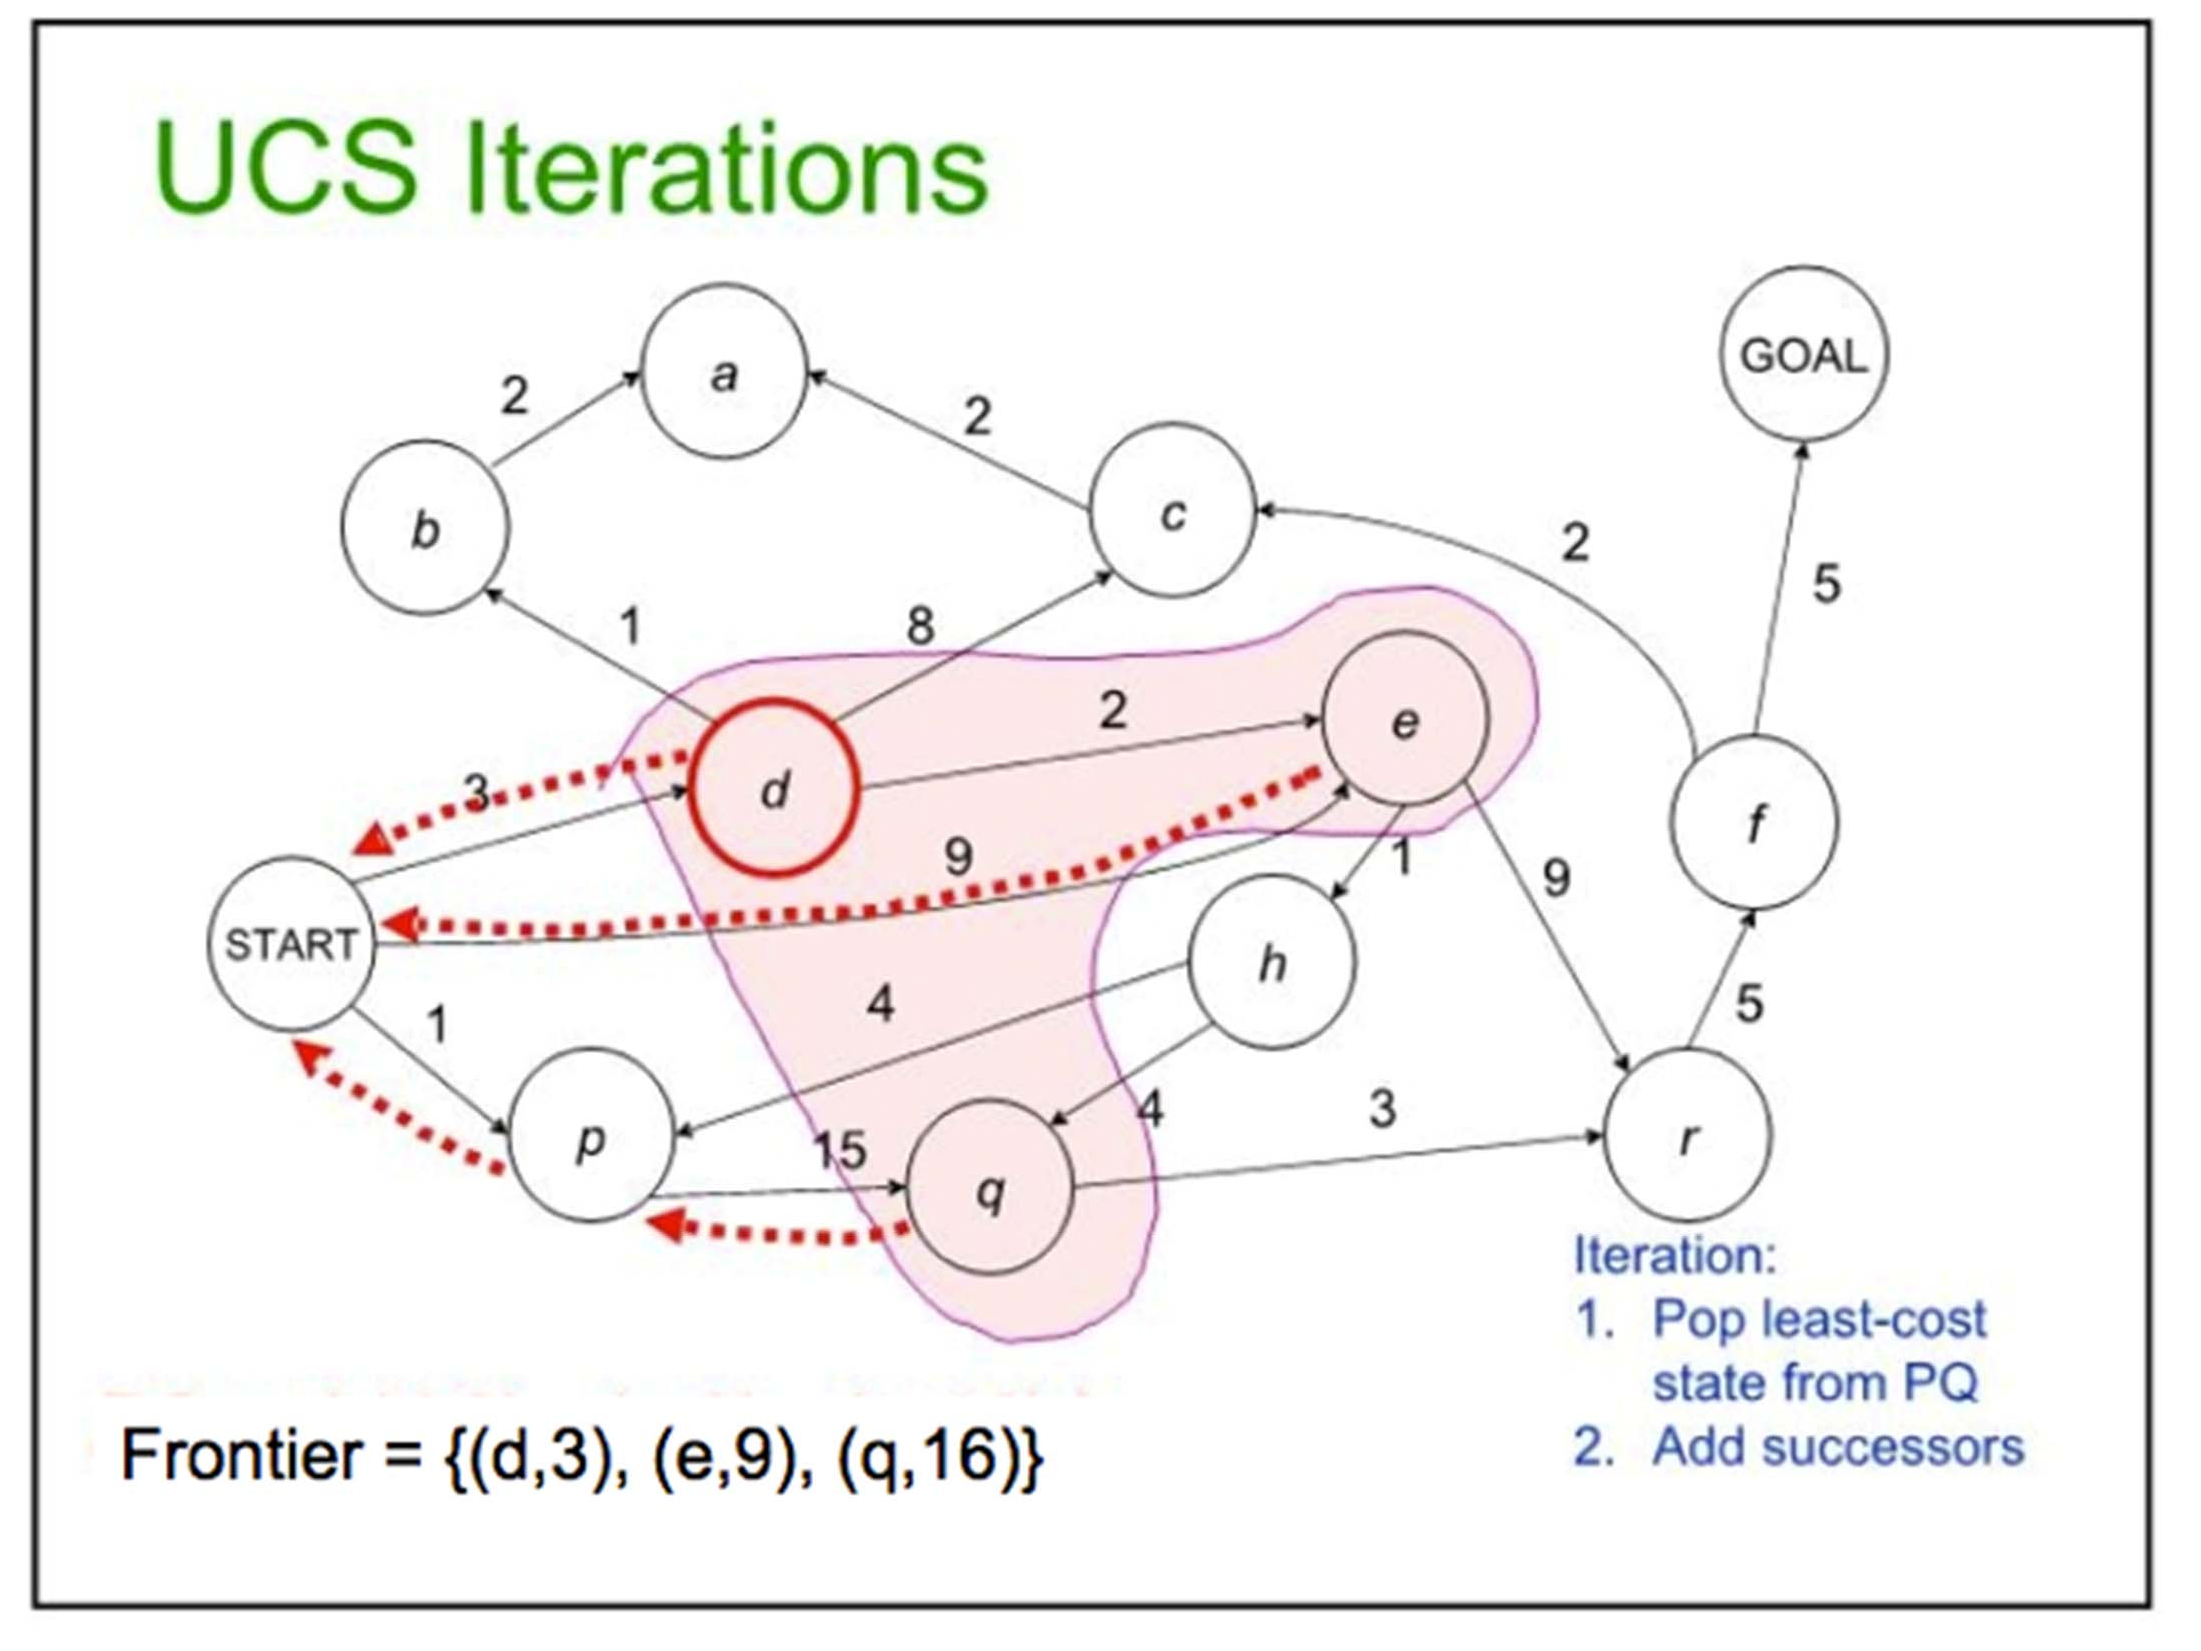 UCS Iterations
GOAL
a
2
2
c
b
2
5
1
8
2
e
d
3
f
9
1
9
START
h
4
5
1
p
4
3
15
r
q
Iteration:
1. Pop least-cost
state from PQ
2. Add successors
Frontier = {(d,3), (e,9), (q,16)}